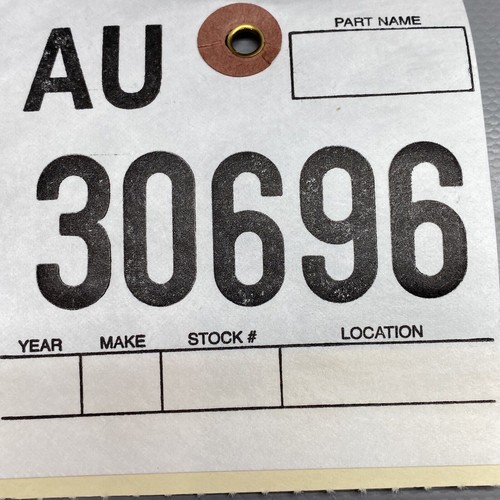 AU
PART NAME
30696
YEAR MAKE STOCK # LOCATION